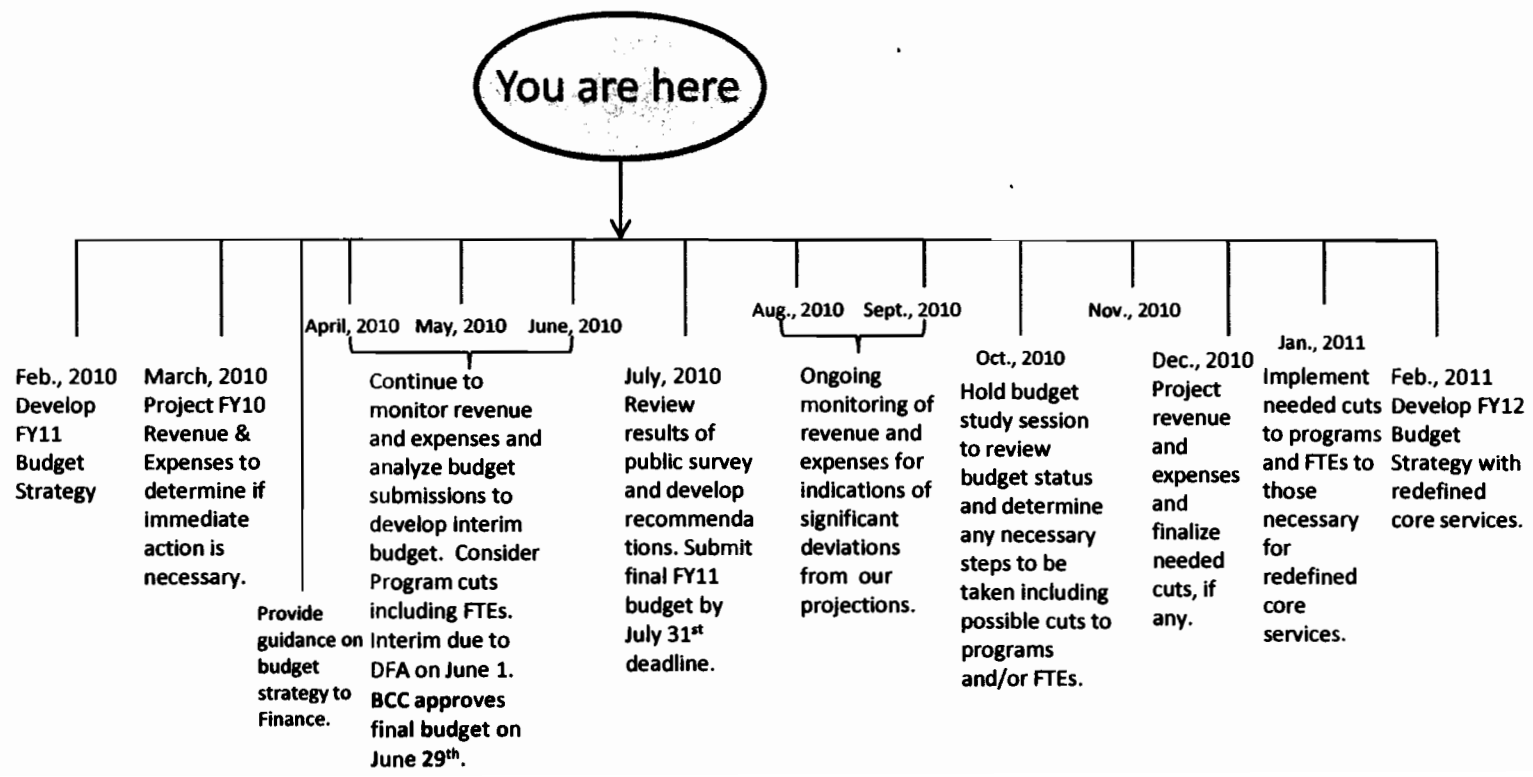 You are here
Feb., 2010
Develop
FY11
Budget
Strategy
March, 2010
Project FY10
Revenue &
Expenses to
determine if
immediate
action is
necessary.
Provide
guidance on
budget
strategy to
Finance.
April, 2010 May, 2010 June, 2010
Continue to
monitor revenue
and expenses and
analyze budget
submissions to
develop interim
budget. Consider
Program cuts
including FTEs.
Interim due to
DFA on June 1.
BCC approves
final budget on
June 29th.
July, 2010
Review
results of
public survey
and develop
recommenda
tions. Submit
final FY11
budget by
July 31st
deadline.
Aug., 2010 Sept., 2010
Ongoing
monitoring of
revenue and
expenses for
indications of
significant
deviations
from our
projections.
Oct., 2010
Hold budget
study session
to review
budget status
and determine
any necessary
steps to be
taken including
possible cuts to
programs
and/or FTEs.
Nov., 2010
Dec., 2010
Project
revenue
and
expenses
and
finalize
needed
cuts, if
any.
Jan., 2011
Implement
needed cuts
to programs
and FTEs to
those
necessary
for
redefined
core
services.
Feb., 2011
Develop FY12
Budget
Strategy with
redefined
core services.